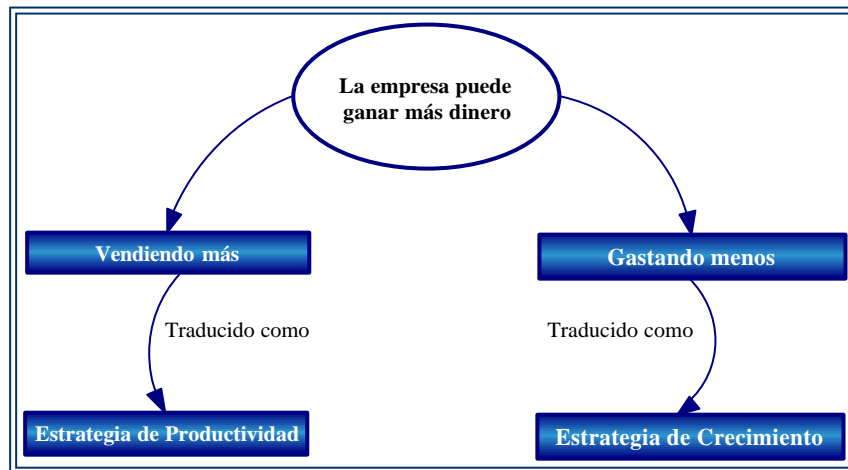 La empresa puede
ganar más dinero
Vendiendo más
Gastando menos
Traducido como
Traducido como
Estrategia de Productividad
Estrategia de Crecimiento